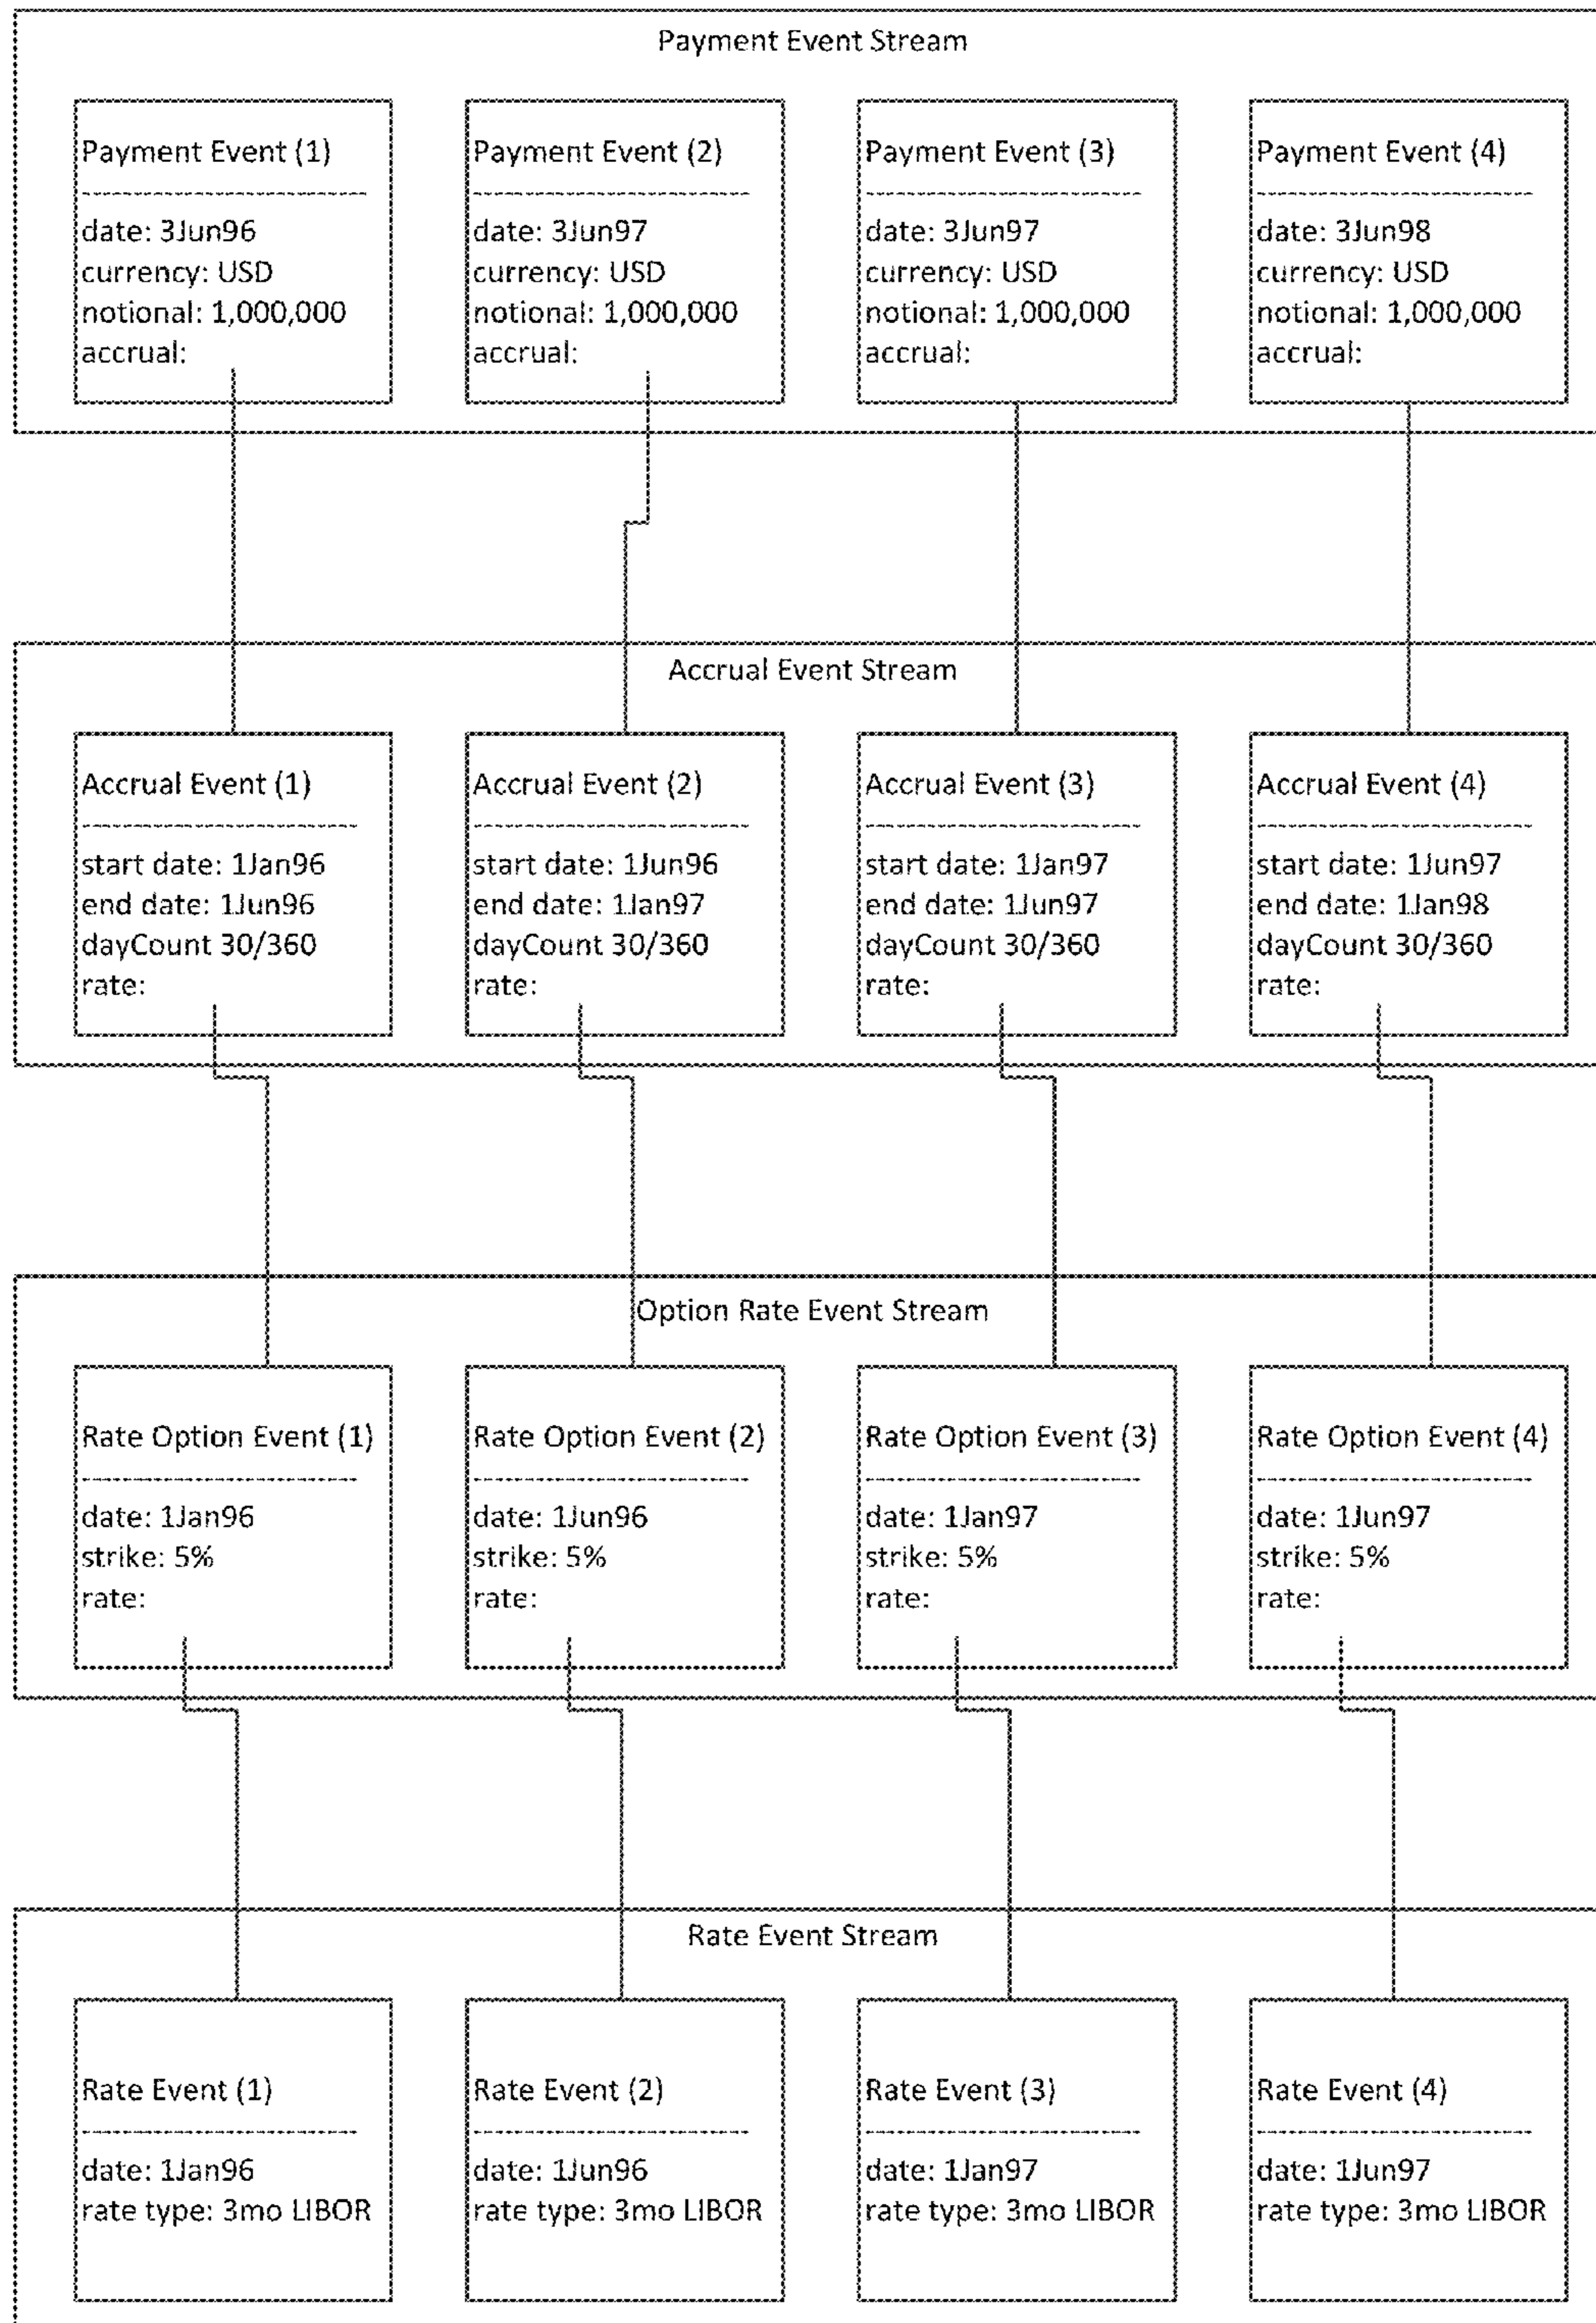 Payment Event Stream
Payment Event (1)
date: 3Jun96
currency: USD
notional: 1,000,000
accrual:
Payment Event (2)
date: 3Jun97
currency: USD
notional: 1,000,000
accrual:
Payment Event (3)
date: 3Jun97
currency: USD
notional: 1,000,000
accrual:
Payment Event (4)
date: 3Jun98
currency: USD
notional: 1,000,000
accrual:
Accrual Event Stream
Accrual Event (1)
start date: 1Jan96
end date: 1Jun96
dayCount 30/360
rate:
Accrual Event (2)
start date: 1Jun96
end date: 1Jan97
dayCount 30/360
rate:
Accrual Event (3)
start date: 1Jan97
end date: 1Jun97
dayCount 30/360
rate:
Accrual Event (4)
start date: 1Jun97
end date: 1Jan98
dayCount 30/360
rate:
Option Rate Event Stream
Rate Option Event (1)
date: 1Jan96
strike: 5%
rate:
Rate Option Event (2)
date: 1Jun96
strike: 5%
rate:
Rate Option Event (3)
date: 1Jan97
strike: 5%
rate:
Rate Option Event (4)
date: 1Jun97
strike: 5%
rate:
Rate Event Stream
Rate Event (1)
date: 1Jan96
rate type: 3mo LIBOR
Rate Event (2)
date: 1Jun96
rate type: 3mo LIBOR
Rate Event (3)
date: 1Jan97
rate type: 3mo LIBOR
Rate Event (4)
date: 1Jun97
rate type: 3mo LIBOR